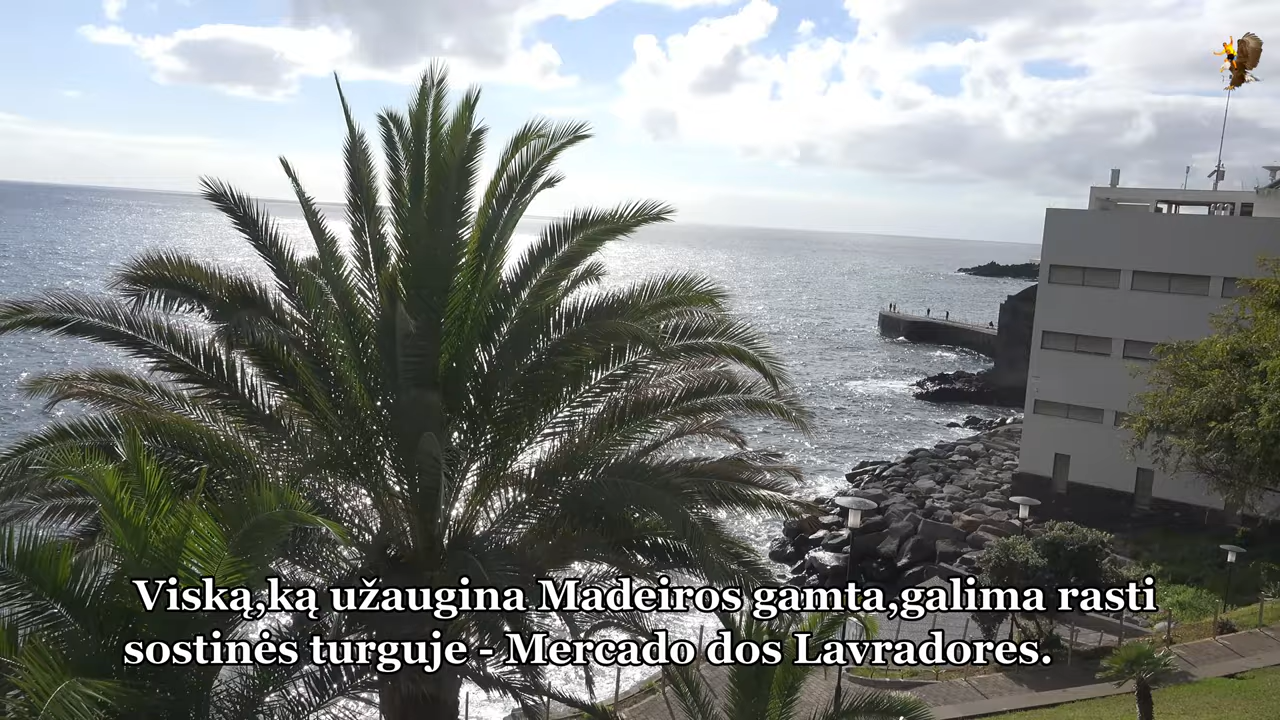 Viską,ką užaugina Madeiros gamta,galima rasti
sostinės turguje - Mercado dos Lavradores.